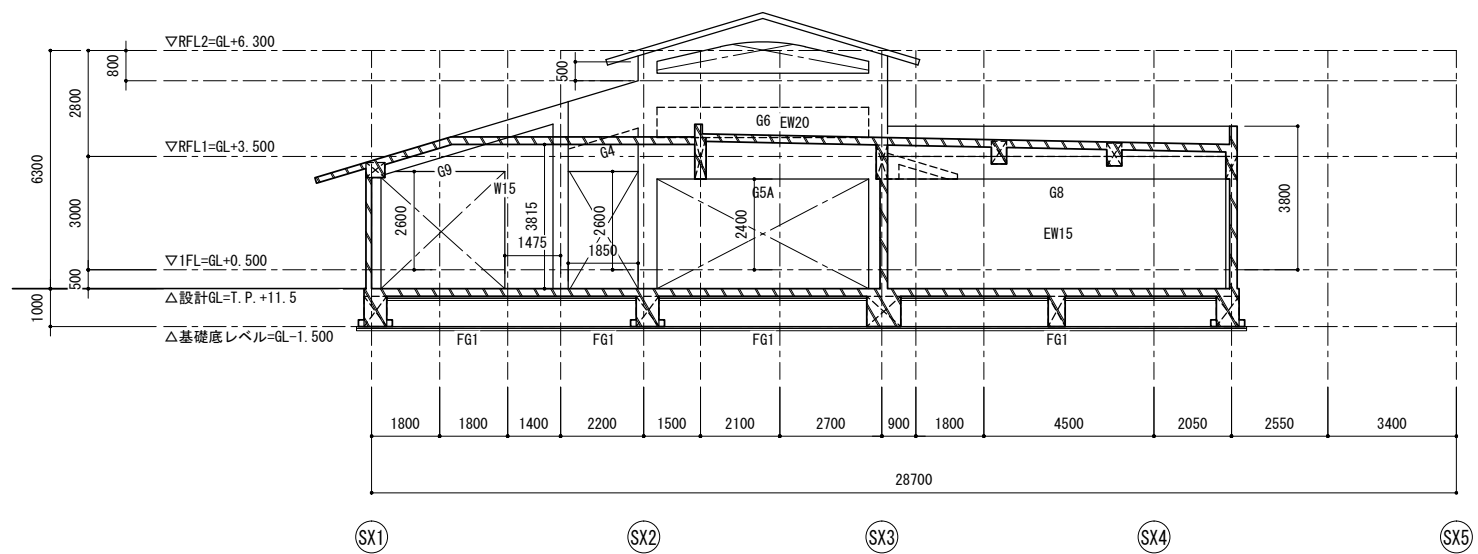 ▽RFL2=GL+6.300
800
500
2800
G6 EW20
▽RFL1=GL+3.500
6300
G4
G9
W15
G5A
G8
2600
3815
2600
2400
3800
3000
1475
EW15
1850
▽1FL=GL+0.500
500
△設計GL=T.P.+11.5
1000
△基礎底レベル=GL-1.500
FG1
FG1
FG1
FG1
1800
1800
1400
2200
1500
2100
2700
900
1800
4500
2050
2550
3400
28700
SX1
SX2
SX3
SX4
SX5